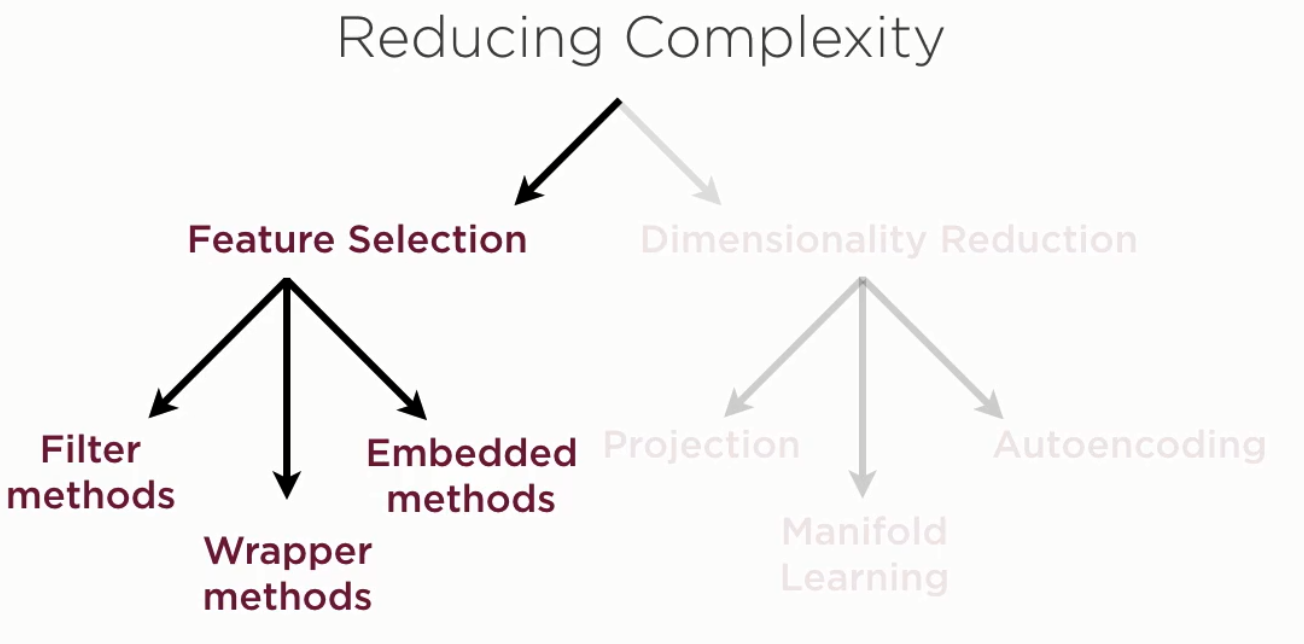 Reducing Complexity
Feature Selection
Dimensionality Reduction
Filter
methods
Wrapper
methods
Embedded
methods
Projection
Manifold
Learning
Autoencoding